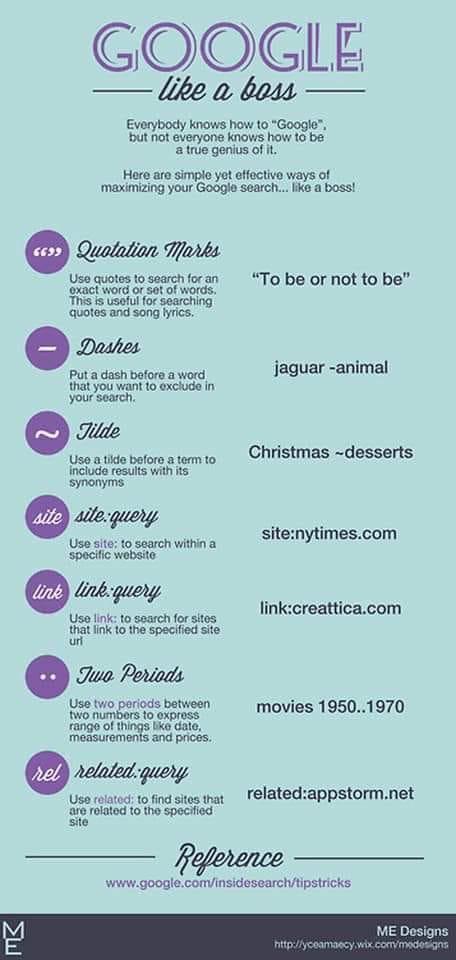 GOOGLE
like a boss
Everybody knows how to “Google”,
but not everyone knows how to be
a true genius of it.
Here are simple yet effective ways of
maximizing your Google search... like a boss!
“”
Quotation Marks
Use quotes to search for an
exact word or set of words.
This is useful for searching
quotes and song lyrics.
“To be or not to be”
–
Dashes
Put a dash before a word
that you want to exclude in
your search.
jaguar -animal
~
Tilde
Use a tilde before a term to
include results with its
synonyms
Christmas ~desserts
site
site:query
Use site: to search within a
specific website
site:nytimes.com
link
link:query
Use link: to search for sites
that link to the specified site
url
link:creattica.com
..
Two Periods
Use two periods between
two numbers to express
range of things like date,
measurements and prices.
movies 1950..1970
rel
related:query
Use related: to find sites that
are related to the specified
site
related:appstorm.net
Reference
www.google.com/insidesearch/tipstricks
ME
ME Designs
http://yceamaecy.wix.com/medesigns